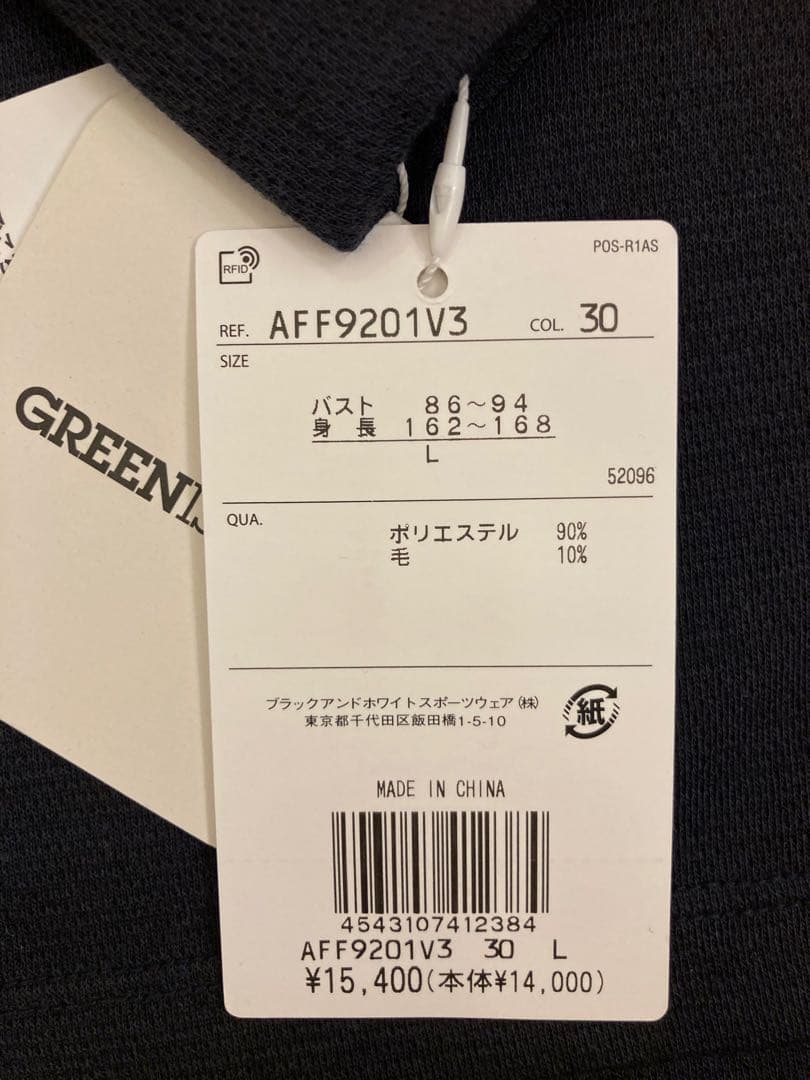 RFID
POS-R1AS
REF. AFF9201V3 COL. 30
SIZE
バスト 86～94
身長 162～168
L
52096
QUA.
ポリエステル 90%
毛 10%
ブラックアンドホワイトスポーツウェア(株)
東京都千代田区飯田橋1-5-10
紙
MADE IN CHINA
4543107412384
AFF9201V3 30 L
¥15,400(本体¥14,000)